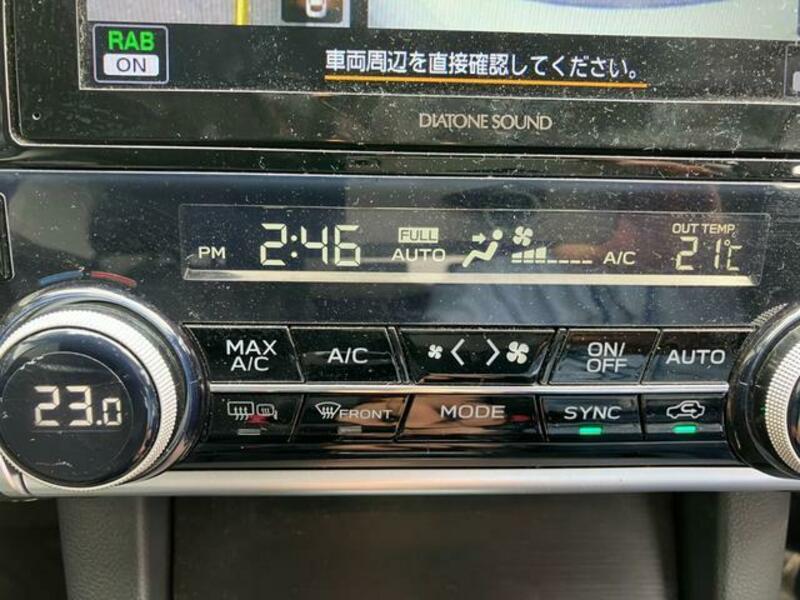 RAB
ON
車両周辺を直接確認してください。
DIATONE SOUND
PM 2:46 FULL AUTO A/C OUT TEMP 21℃
MAX A/C A/C ON/OFF AUTO
23.0
FRONT MODE SYNC